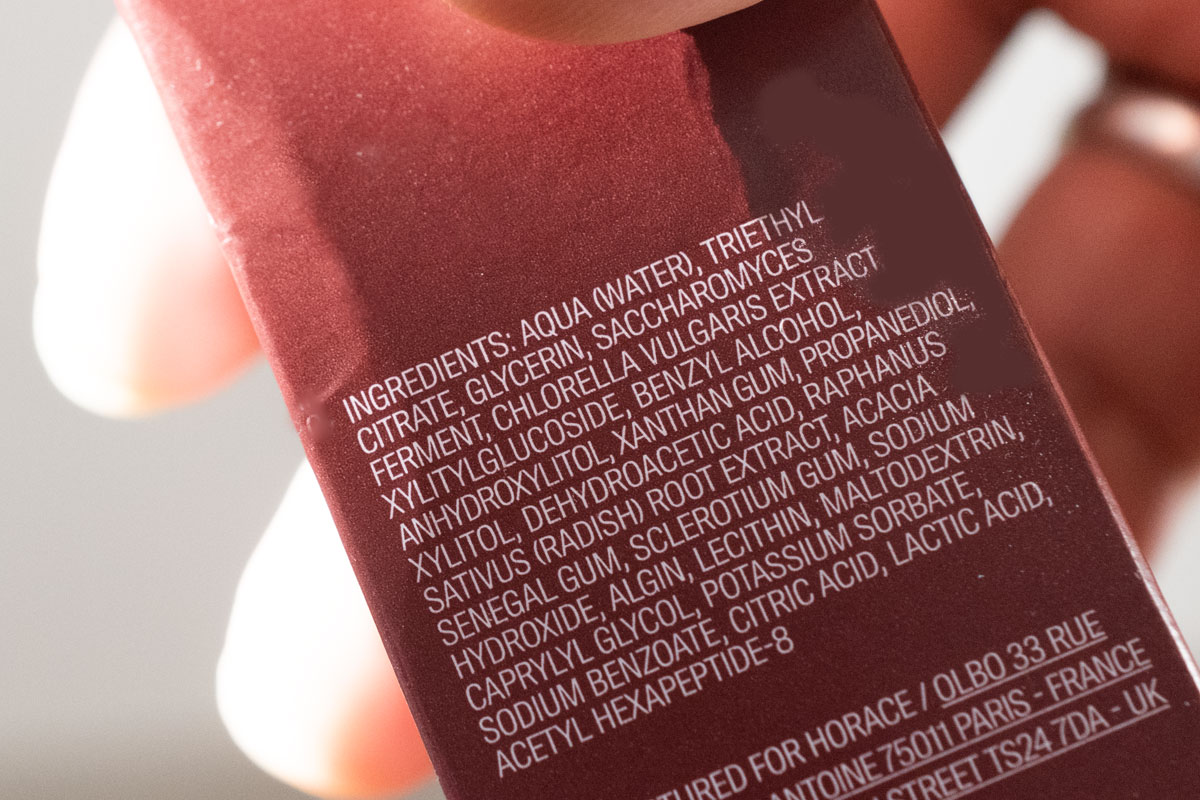 INGREDIENTS: AQUA (WATER), TRIETHYL
CITRATE, GLYCERIN, SACCHAROMYCES
FERMENT, CHLORELLA VULGARIS EXTRACT
XYLITYLGLUCOSIDE, BENZYL ALCOHOL,
ANHYDROXYLITOL, XANTHAN GUM, PROPANEDIOL,
XYLITOL, DEHYDROACETIC ACID, RAPHANUS
SATIVUS (RADISH) ROOT EXTRACT, ACACIA
SENEGAL GUM, SCLEROTIUM GUM, SODIUM
HYDROXIDE, ALGIN, LECITHIN, MALTODEXTRIN,
CAPRYLYL GLYCOL, POTASSIUM SORBATE,
SODIUM BENZOATE, CITRIC ACID, LACTIC ACID,
ACETYL HEXAPEPTIDE-8
TURED FOR HORACE / OLBO 33 RUE
ANTOINE 75011 PARIS - FRANCE
STREET TS24 7DA - UK